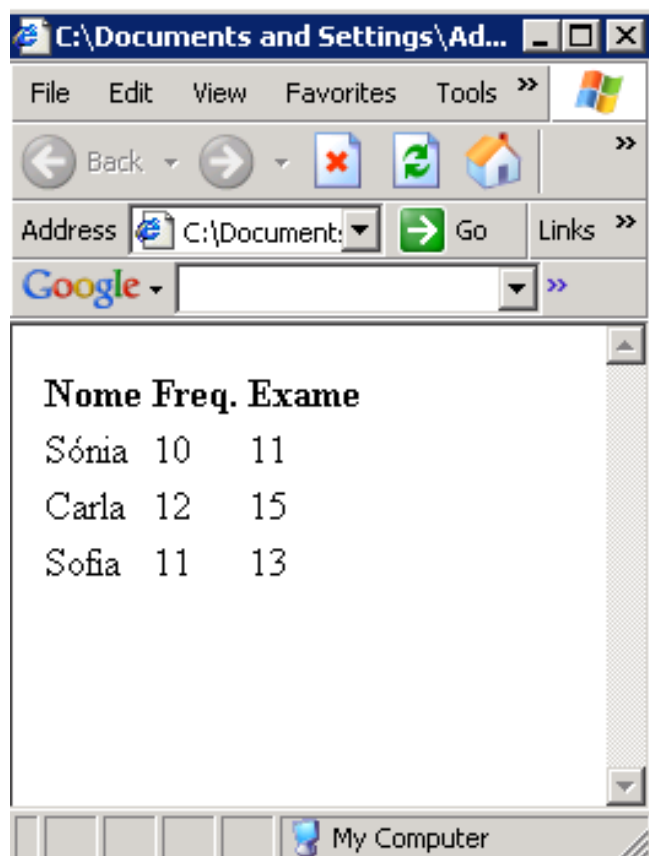 C:\Documents and Settings\Ad...
File Edit View Favorites Tools »
Back »
Address C:\Document: Go Links »
Google »
Nome Freq. Exame
Sónia 10 11
Carla 12 15
Sofia 11 13
My Computer